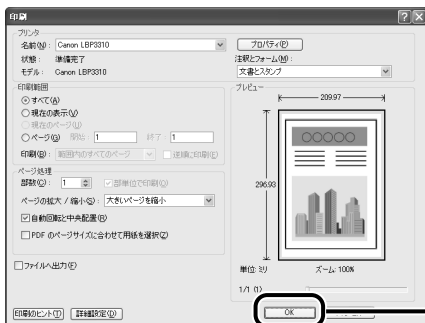 印刷
プリンタ
名前(N): Canon LBP3310
プロパティ(P)
状態: 準備完了
注釈とフォーム(M):
モデル: Canon LBP3310
文書とスタンプ
印刷範囲
プレビュー
すべて(A)
209.97
現在の表示(V)
現在のページ(U)
ページ(G) 開始: 1 終了: 1
印刷(B): 範囲内のすべてのページ 逆順に印刷(E)
ページ処理
部数(C): 1 部単位で印刷(O)
296.93
ページの拡大 / 縮小(S): 大きいページを縮小
自動回転と中央配置(R)
PDF のページサイズに合わせて用紙を選択(Z)
ファイルへ出力(F)
単位: ミリ ズーム: 100%
1/1 (1)
印刷のヒント(T) 詳細設定(D) OK